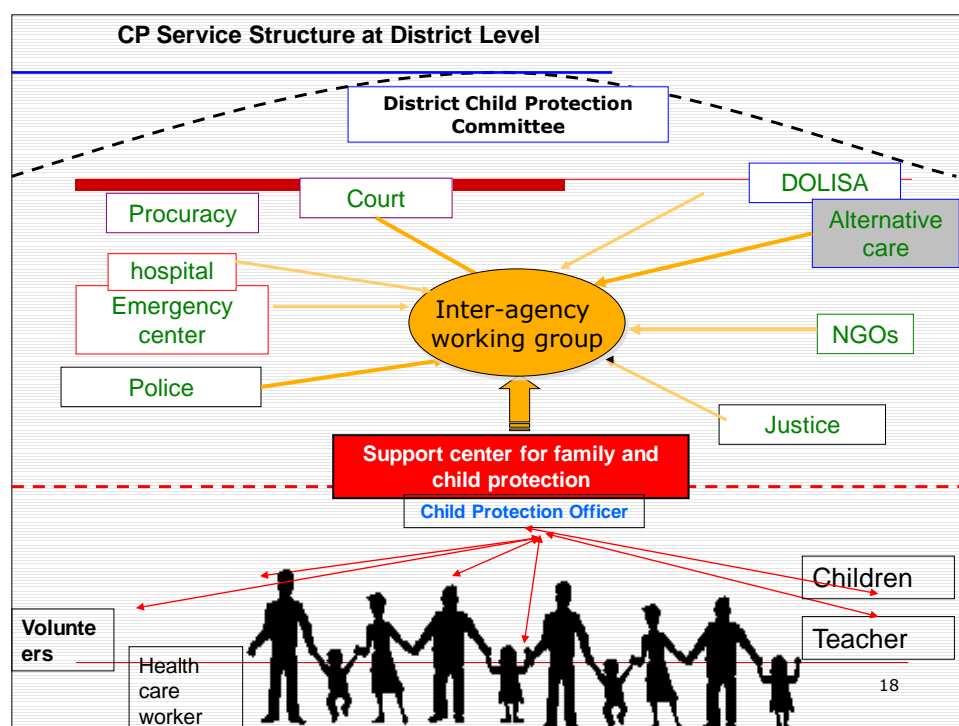 CP Service Structure at District Level
District Child Protection
Committee
DOLISA
Court
Procuracy
Alternative
care
hospital
Emergency
center
Inter-agency
working group
NGOs
Police
Justice
Support center for family and
child protection
Child Protection Officer
Children
Volunte
ers
Teacher
Health
care
worker
18